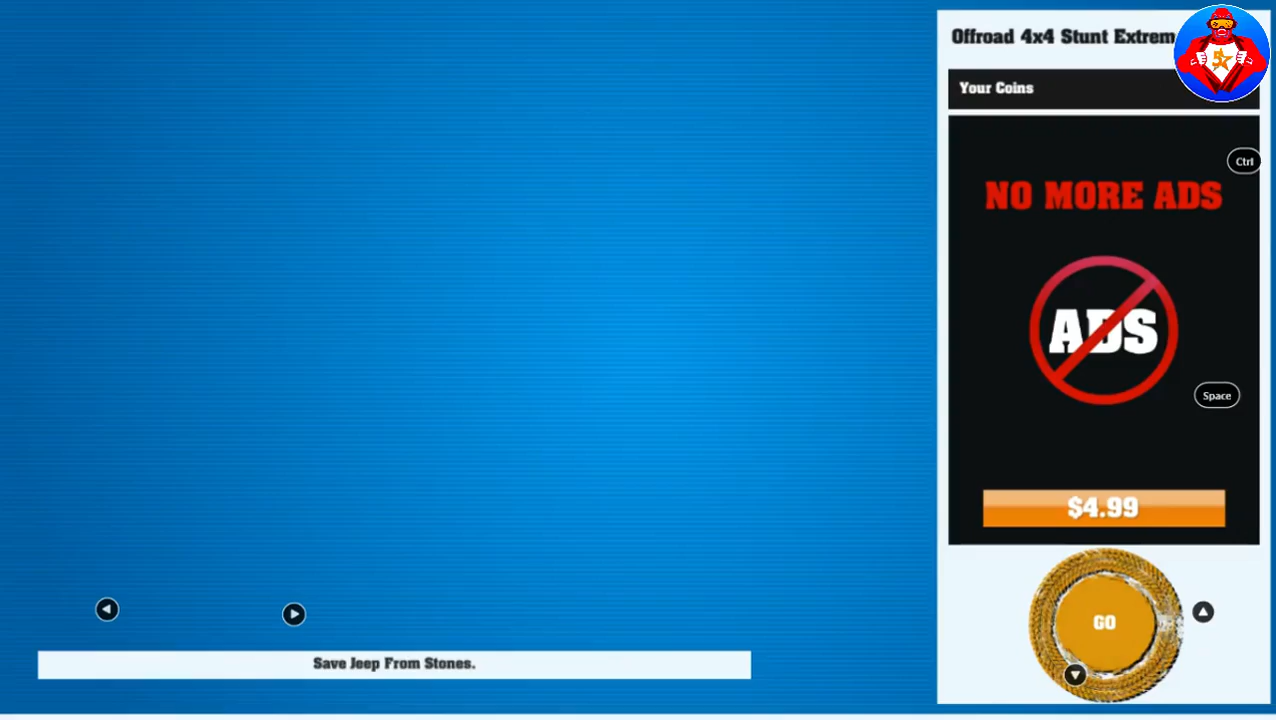 Offroad 4x4 Stunt Extrem
5
Your Coins
Ctrl
NO MORE ADS
ADS
Space
$4.99
GO
Save Jeep From Stones.